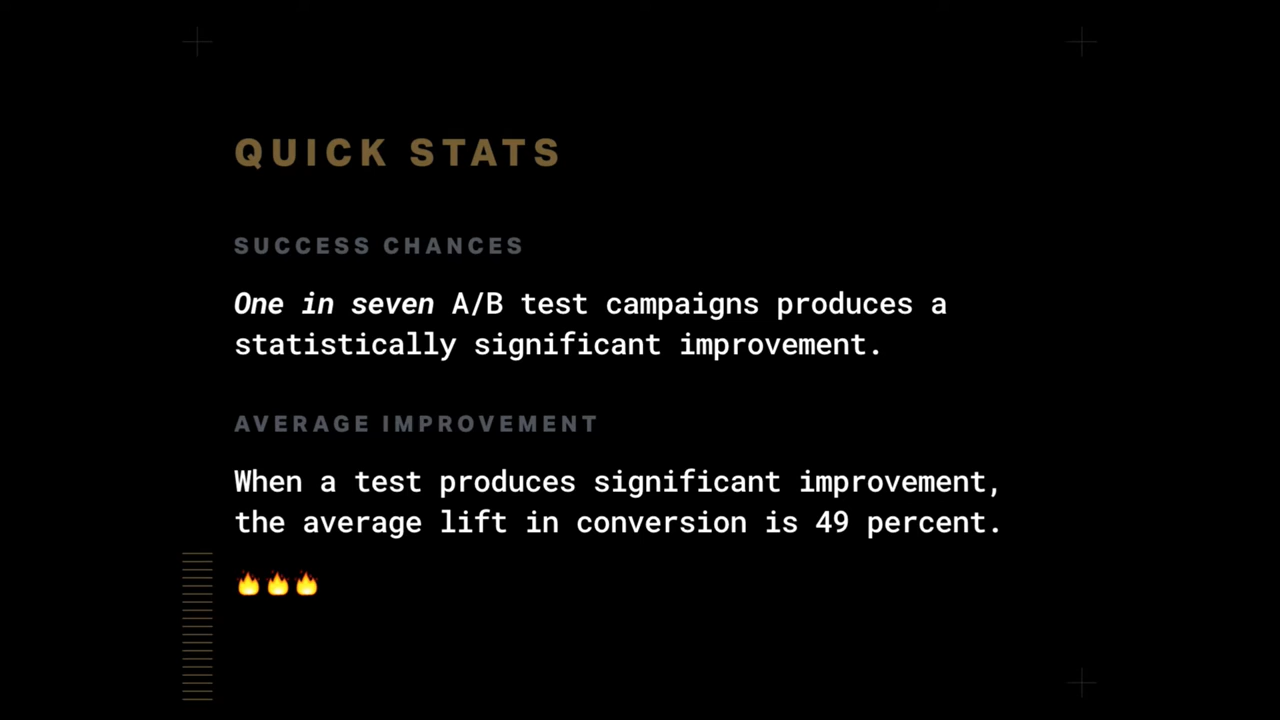 QUICK STATS
SUCCESS CHANCES
One in seven A/B test campaigns produces a
statistically significant improvement.
AVERAGE IMPROVEMENT
When a test produces significant improvement,
the average lift in conversion is 49 percent.
🔥🔥🔥